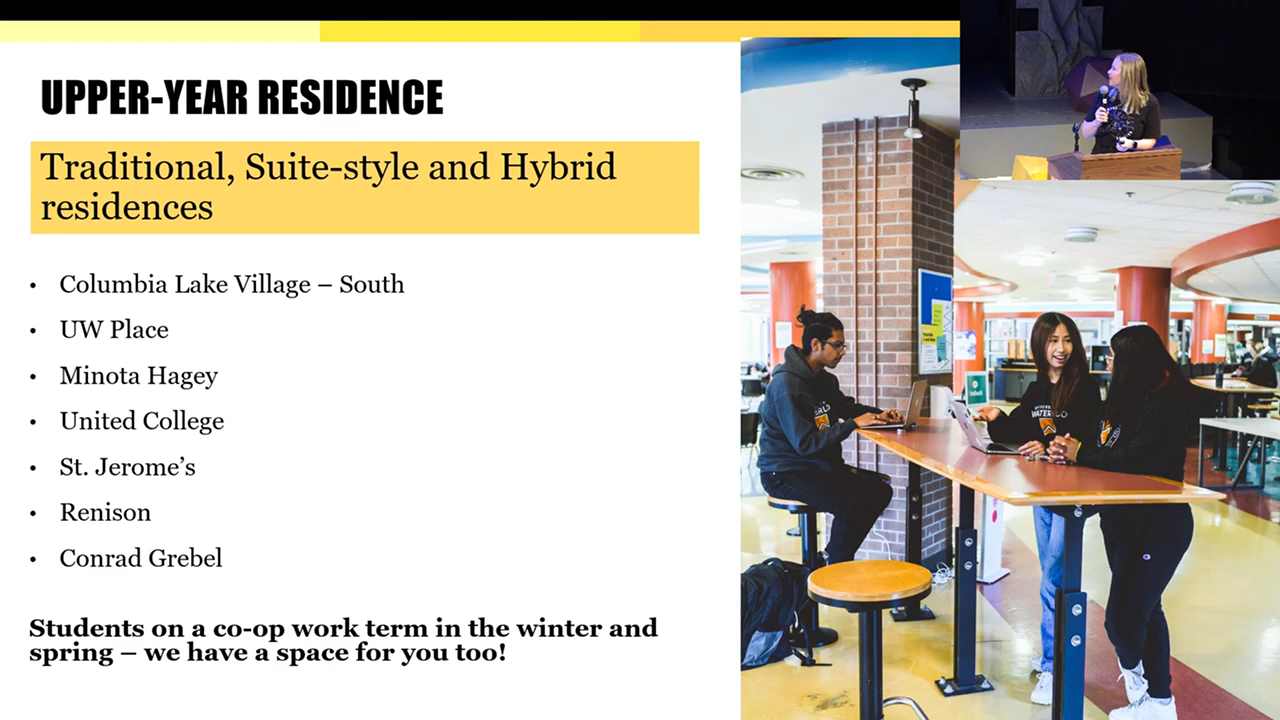 UPPER-YEAR RESIDENCE
Traditional, Suite-style and Hybrid
residences
• Columbia Lake Village – South
• UW Place
• Minota Hagey
• United College
• St. Jerome’s
• Renison
• Conrad Grebel
Students on a co-op work term in the winter and
spring – we have a space for you too!